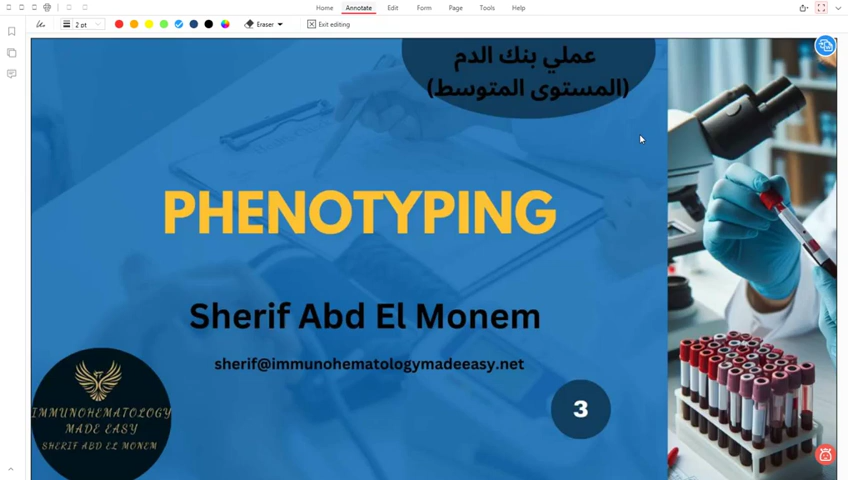 Home Annotate Edit Form Page Tools Help
2 pt Eraser Exit editing
عملي بنك الدم
(المستوى المتوسط)
PHENOTYPING
Sherif Abd El Monem
sherif@immunohematologymadeeasy.net
IMMUNOHEMATOLOGY
MADE EASY
SHERIF ABD EL MONEM
3